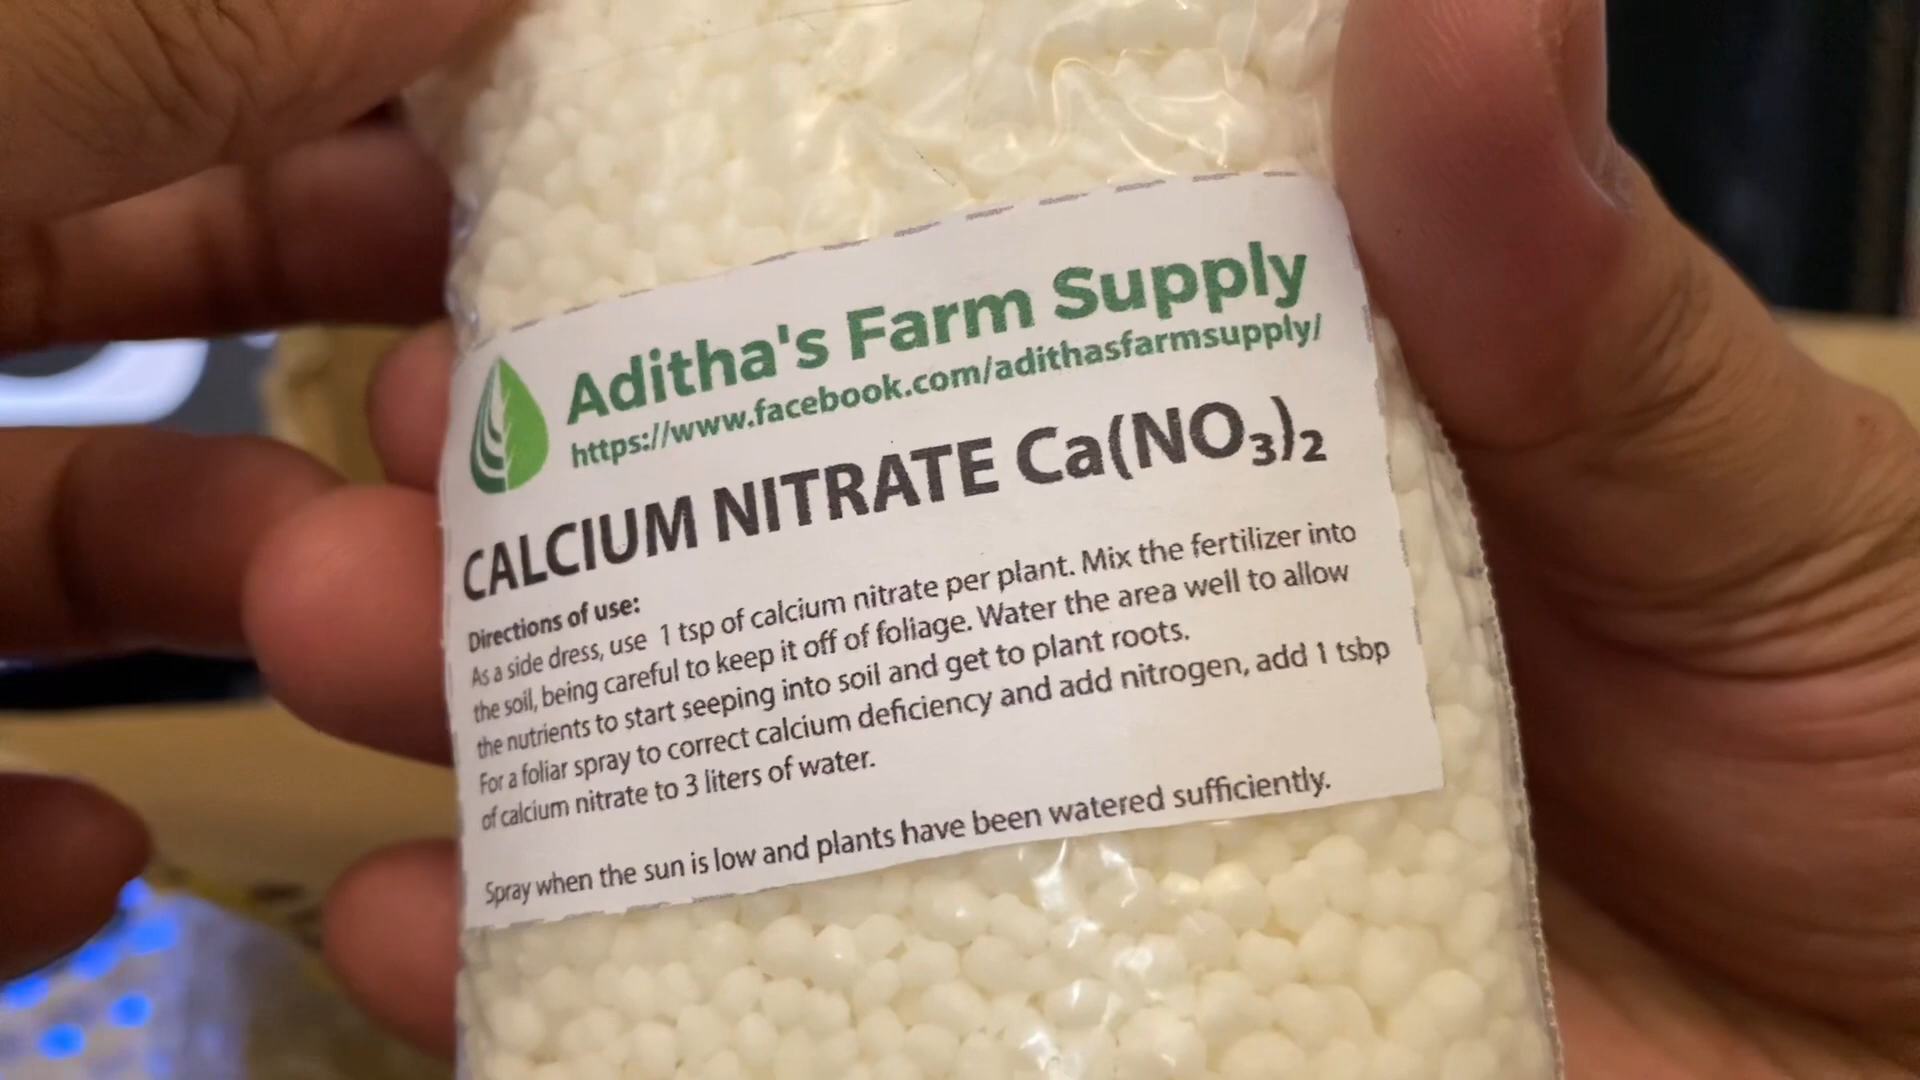 Aditha's Farm Supply
https://www.facebook.com/adithasfarmsupply/
CALCIUM NITRATE Ca(NO₃)₂
Directions of use:
As a side dress, use 1 tsp of calcium nitrate per plant. Mix the fertilizer into
the soil, being careful to keep it off of foliage. Water the area well to allow
the nutrients to start seeping into soil and get to plant roots.
For a foliar spray to correct calcium deficiency and add nitrogen, add 1 tsbp
of calcium nitrate to 3 liters of water.
Spray when the sun is low and plants have been watered sufficiently.